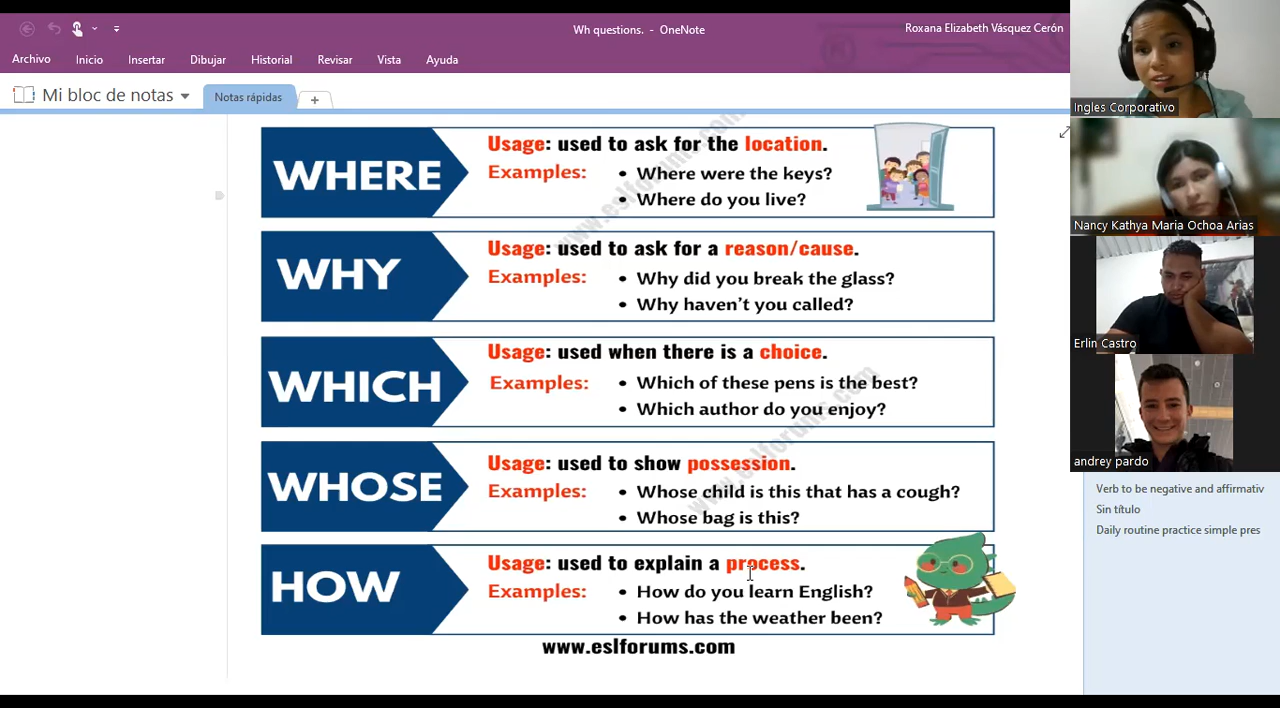 Wh questions. - OneNote
Roxana Elizabeth Vásquez Cerón
Archivo Inicio Insertar Dibujar Historial Revisar Vista Ayuda
Mi bloc de notas
Notas rápidas
+
WHERE
Usage: used to ask for the location.
Examples:
• Where were the keys?
• Where do you live?
WHY
Usage: used to ask for a reason/cause.
Examples:
• Why did you break the glass?
• Why haven't you called?
WHICH
Usage: used when there is a choice.
Examples:
• Which of these pens is the best?
• Which author do you enjoy?
WHOSE
Usage: used to show possession.
Examples:
• Whose child is this that has a cough?
• Whose bag is this?
HOW
Usage: used to explain a process.
Examples:
• How do you learn English?
• How has the weather been?
www.eslforums.com
www.eslforums.com
www.eslforums.com
Ingles Corporativo
Nancy Kathya Maria Ochoa Arias
Erlin Castro
andrey pardo
Verb to be negative and affirmativ
Sin título
Daily routine practice simple pres